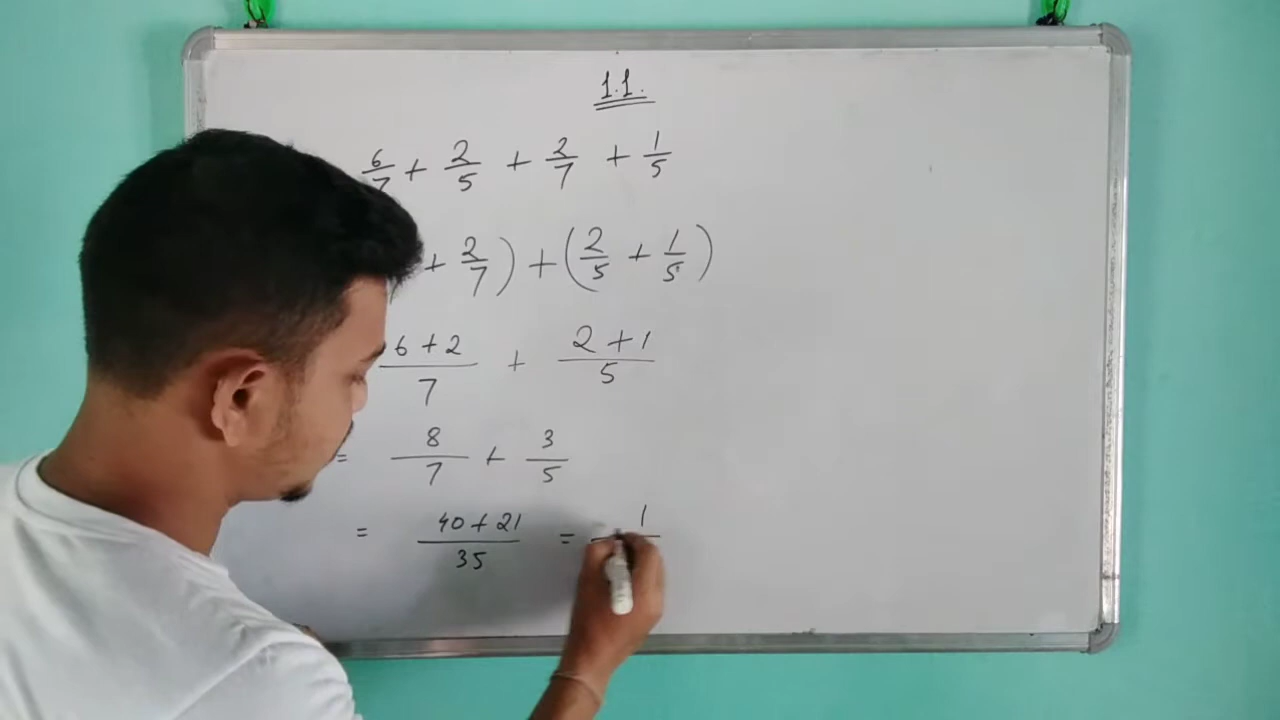 1.1.
6/7 + 2/5 + 2/7 + 1/5
+ 2/7) + (2/5 + 1/5)
6+2/7 + 2+1/5
= 8/7 + 3/5
= 40+21/35 = 1